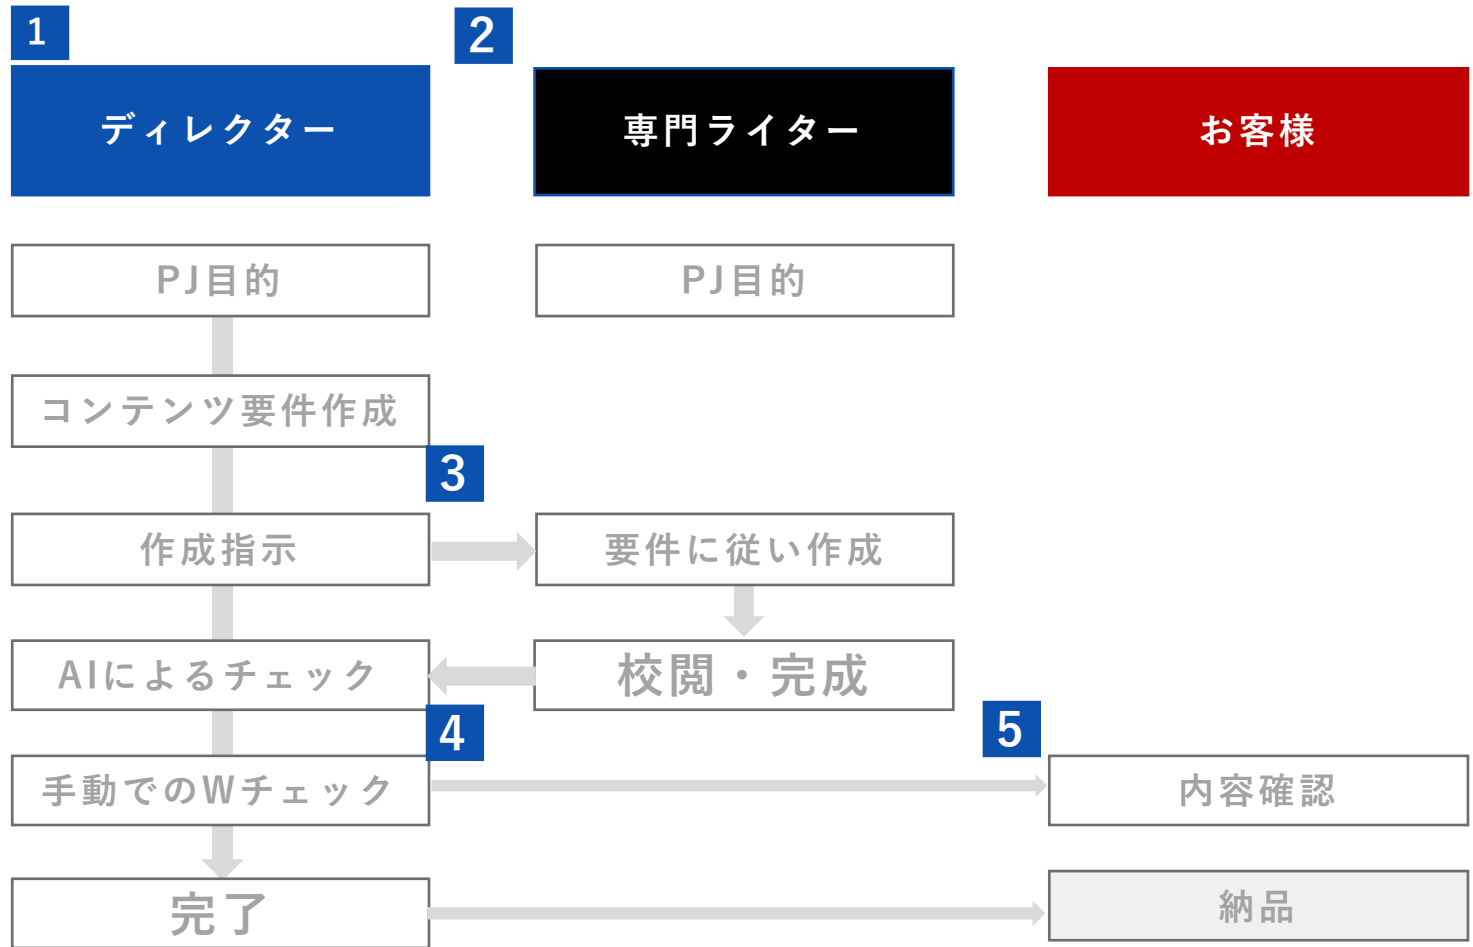 1
2
ディレクター
専門ライター
お客様
PJ目的
PJ目的
コンテンツ要件作成
3
作成指示
要件に従い作成
AIによるチェック
校閲・完成
4
5
手動でのWチェック
内容確認
完了
納品